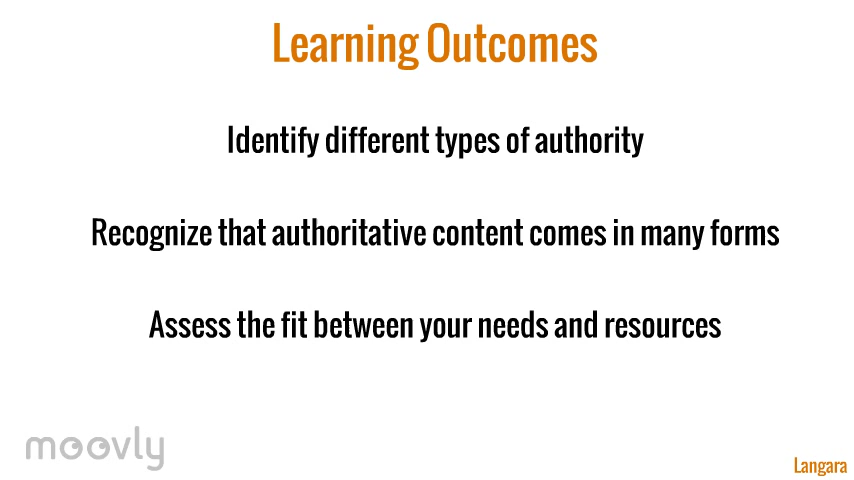 Learning Outcomes
Identify different types of authority
Recognize that authoritative content comes in many forms
Assess the fit between your needs and resources
moovly
Langara